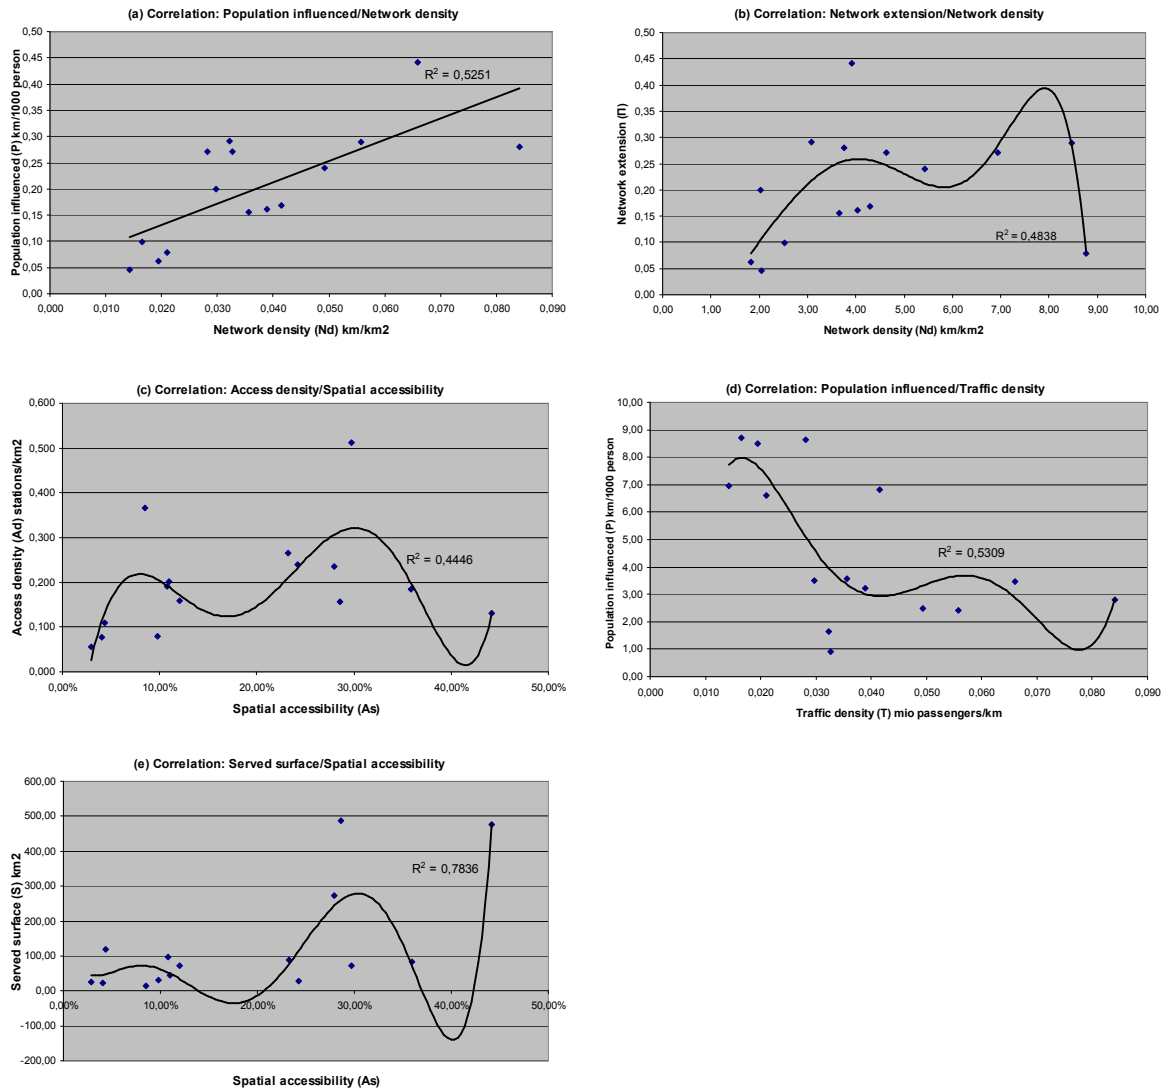 (a) Correlation: Population influenced/Network density
Population influenced (P) km/1000 person
0,50
0,45
0,40
0,35
0,30
0,25
0,20
0,15
0,10
0,05
0,00
R² = 0,5251
0,000 0,010 0,020 0,030 0,040 0,050 0,060 0,070 0,080 0,090
Network density (Nd) km/km2
(b) Correlation: Network extension/Network density
Network extension (Π)
0,50
0,45
0,40
0,35
0,30
0,25
0,20
0,15
0,10
0,05
0,00
R² = 0,4838
0,00 1,00 2,00 3,00 4,00 5,00 6,00 7,00 8,00 9,00 10,00
Network density (Nd) km/km2
(c) Correlation: Access density/Spatial accessibility
Access density (Ad) stations/km2
0,600
0,500
0,400
0,300
0,200
0,100
0,000
R² = 0,4446
0,00% 10,00% 20,00% 30,00% 40,00% 50,00%
Spatial accessibility (As)
(d) Correlation: Population influenced/Traffic density
Population influenced (P) km/1000 person
10,00
9,00
8,00
7,00
6,00
5,00
4,00
3,00
2,00
1,00
0,00
R² = 0,5309
0,000 0,010 0,020 0,030 0,040 0,050 0,060 0,070 0,080 0,090
Traffic density (T) mio passengers/km
(e) Correlation: Served surface/Spatial accessibility
Served surface (S) km2
600,00
500,00
400,00
300,00
200,00
100,00
0,00
-100,00
-200,00
R² = 0,7836
0,00% 10,00% 20,00% 30,00% 40,00% 50,00%
Spatial accessibility (As)